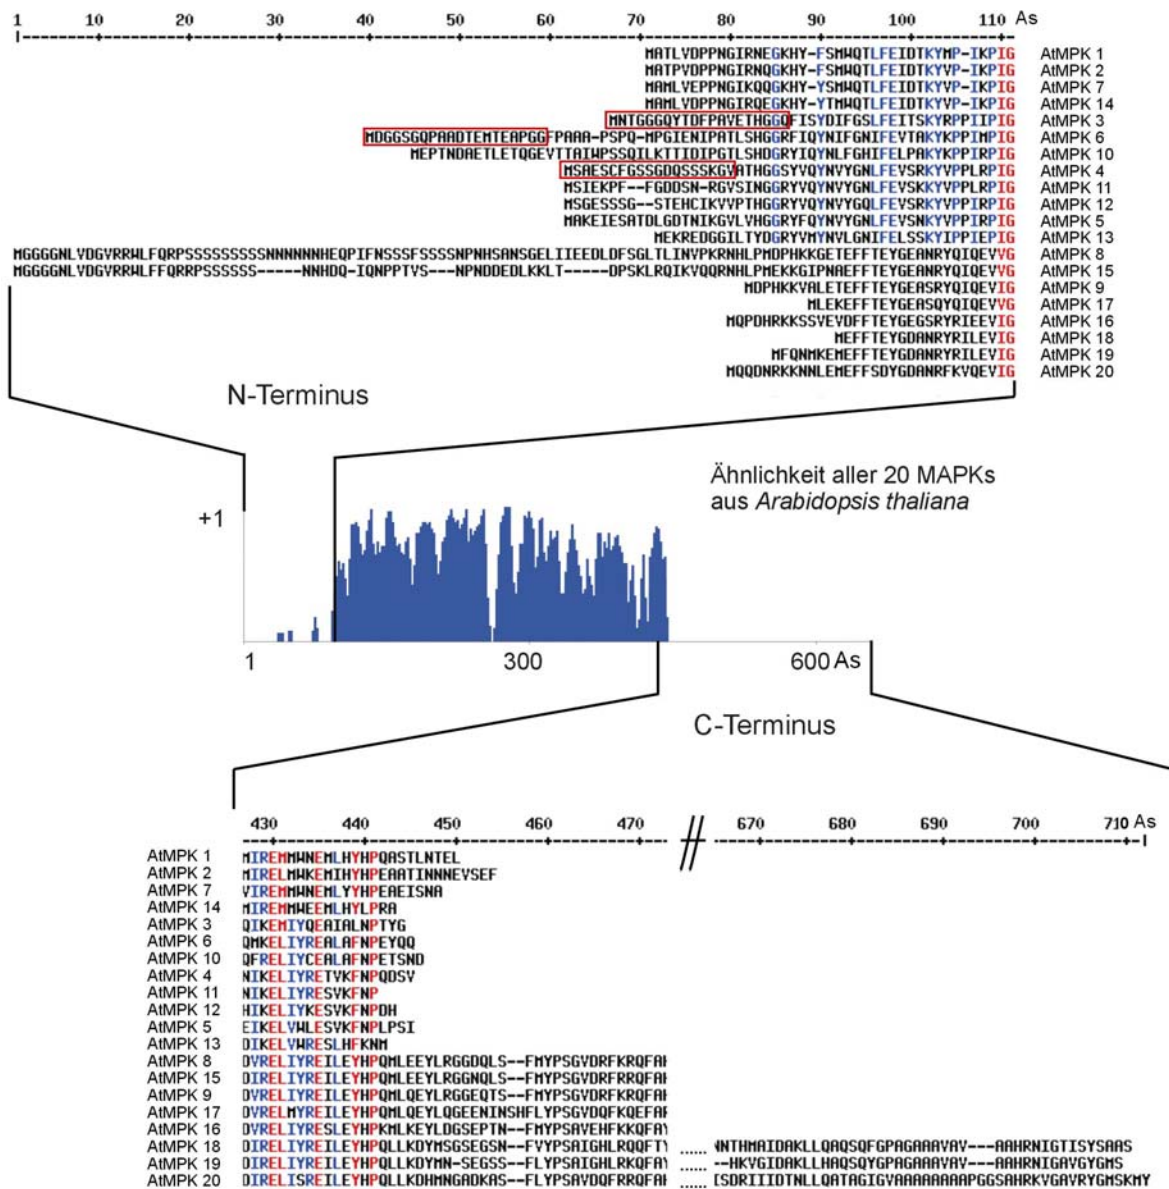 1 10 20 30 40 50 60 70 80 90 100 110 As
MATLVDPPNGIRNEGKHY-FSMWQTLFEIDTKYMP-IKPIG AtMPK 1
MATPVDPPNGIRNQGKHY-FSMWQTLFEIDTKYVP-IKPIG AtMPK 2
MAMLVEPPNGIKQQGKHY-YSMWQTLFEIDTKYVP-IKPIG AtMPK 7
MAMLVDPPNGIRQEGKHY-YTMWQTLFEIDTKYVP-IKPIG AtMPK 14
MNTGGGQYTDFPAVETHGGQFISYDIFGSLFEITSKYRPPIIPIG AtMPK 3
MDGGSGQPAADTEMTEAPGGFPAAA-PSPQ-MPGIENIPATLSHGGRFIQYNIFGNIFEVTAKYKPPIMPIG AtMPK 6
MEPTNDAETLETQGEVTTAIWPSSQILKTTIDIPGTLSHDGRYIQYNLFGHIFELPAKYKPPIRPIG AtMPK 10
MSAESCFGSSGDQSSSKGVATHGGSYVQYNVYGNLFEVSRKYVPPLRPIG AtMPK 4
MSIEKPF--FGDDSN-RGVSINGGRYVQYNVYGNLFEVSKKYVPPLRPIG AtMPK 11
MSGESSSG--STEHCIKVVPTHGGRYVQYNVYGQLFEVSRKYVPPIRPIG AtMPK 12
MAKEIESATDLGDTNIKGVLVHGGRYFQYNVYGNLFEVSNKYVPPIRPIG AtMPK 5
MEKREDGGILTYDGRYVMYNVLGNIFELSSKYIPPIEPIG AtMPK 13
MGGGGNLVDGVRRWLFQRPSSSSSSSSNNNNNNHEQPIFNSSSFSSSSNPNHSANSGELIIEEDLDFSGLTLINVPKRNHLPMDPHKKGETEFFTEYGEANRYQIQEVVG AtMPK 8
MGGGGNLVDGVRRWLFFQRRPSSSSSSS-----NNHDQ-IQNPPTVS--NPNDDEDLKKLT-----DPSKLRQIKVQQRNHLPMEKKGIPNAEFFTEYGEANRYQIQEVVG AtMPK 15
MDPHKKVALETEFFTEYGEASRYQIQEVIG AtMPK 9
MLEKEFFTEYGEASQYQIQEVVG AtMPK 17
MQPDHRKKSSVEVDFFTEYGEGSRYRIEEVIG AtMPK 16
MEFFTEYGDANRYRILEVIG AtMPK 18
MFQNMKEMEFFTEYGDANRYRILEVIG AtMPK 19
MQQDNRKKNNLEMEFFSDYGDANRFKVQEVIG AtMPK 20
N-Terminus
Ähnlichkeit aller 20 MAPKs
aus Arabidopsis thaliana
+1
1 300 600 As
C-Terminus
430 440 450 460 470 670 680 690 700 710 As
AtMPK 1 MIREMMWNEMLHYHPQASTLNTEL
AtMPK 2 MIRELMWKEMIHYHPEAATINNNEVSEF
AtMPK 7 VIREMMWNEMLYYHPEAEISNA
AtMPK 14 MIREMMWEEMLHYLPRA
AtMPK 3 QIKEMIYQEAIALNPTYG
AtMPK 6 QMKELIYREALAFNPEYQQ
AtMPK 10 QFRELIYCEALAFNPETSND
AtMPK 4 NIKELIYRETVKFNPQDSV
AtMPK 11 NIKELIYRESVKFNP
AtMPK 12 HIKELIYKESVKFNPDH
AtMPK 5 EIKELVWLESVKFNPLPSI
AtMPK 13 DIKELVWRESLHFKNM
AtMPK 8 DVRELIYREILEYHPQMLEEYLRGGDQLS--FMYPSGVDRFKRQFAH
AtMPK 15 DIRELIYREILEYHPQMLEEYLRGGNQLS--FMYPSGVDRFRRQFAH
AtMPK 9 DVRELIYREILEYHPQMLQEYLRGGEQTS--FMYPSGVDRFKRQFAH
AtMPK 17 DVRELMYREILEYHPQMLQEYLQGEENINSHFLYPSGVDQFKQEFAH
AtMPK 16 DVRELIYRESLEYHPKMLKEYLDGSEPTN--FMYPSAVEHFKKQFAY
AtMPK 18 DIRELIYREILEYHPQLLKDYMSGSEGSN--FVYPSAIGHLRQQFTY ...... NNTHMAIDAKLLQAQSQFGPAGAAAVAV---AAHRNIGTISYSAAS
AtMPK 19 DIRELIYREILEYHPQLLKDYMN-SEGSS--FLYPSAIGHLRKQFAY ...... --HKVGIDAKLLHAQSQYGPAGAAAVAV---AAHRNIGAVGYGMS
AtMPK 20 DIRELISREILEYHPQLLKDHMNGADKAS--FLYPSAVDQFRRQFAH ...... ISDRIIIDTNLLQATAGIGVAAAAAAAAPGGSAHRKVGAVRYGMSKMY